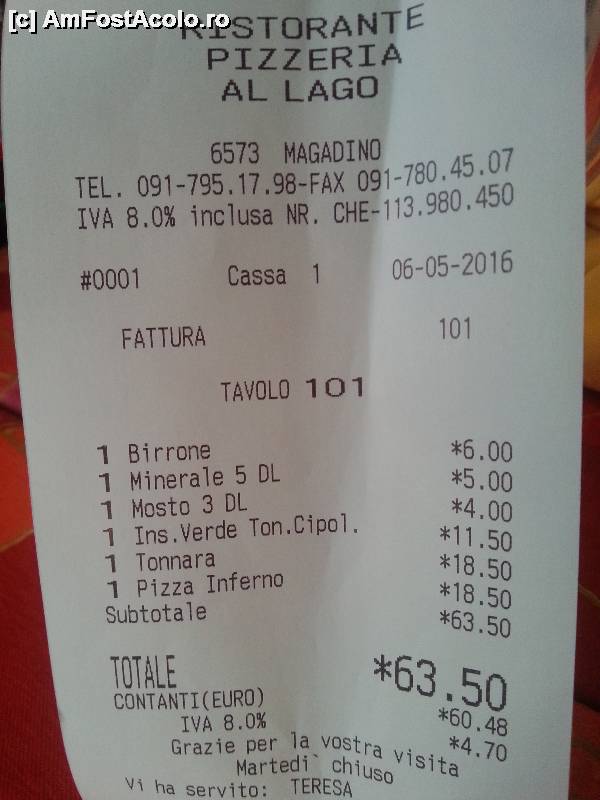 [c] AmFostAcolo.ro
RISTORANTE
PIZZERIA
AL LAGO
6573 MAGADINO
TEL. 091-795.17.98-FAX 091-780.45.07
IVA 8.0% inclusa NR. CHE-113.980.450
#0001 Cassa 1 06-05-2016
FATTURA 101
TAVOLO 101
1 Birrone *6.00
1 Minerale 5 DL *5.00
1 Mosto 3 DL *4.00
1 Ins.Verde Ton.Cipol. *11.50
1 Tonnara *18.50
1 Pizza Inferno *18.50
Subtotale *63.50
TOTALE *63.50
CONTANTI(EURO) *60.48
IVA 8.0% *4.70
Grazie per la vostra visita
Martedi` chiuso
Vi ha servito: TERESA